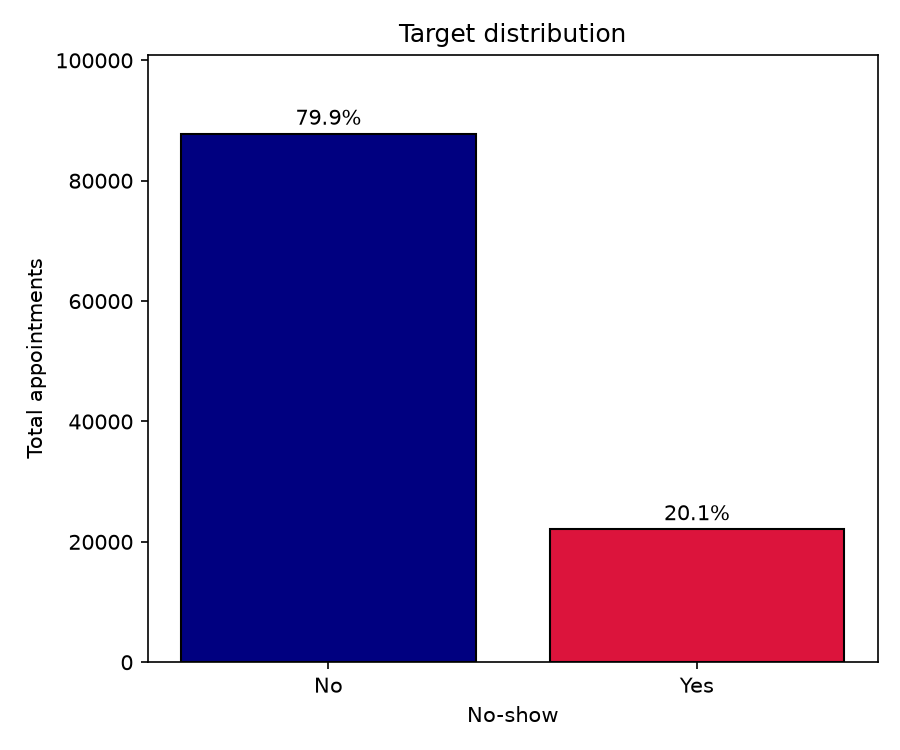 Target distribution
100000
80000
60000
40000
20000
0
Total appointments
79.9%
20.1%
No
Yes
No-show